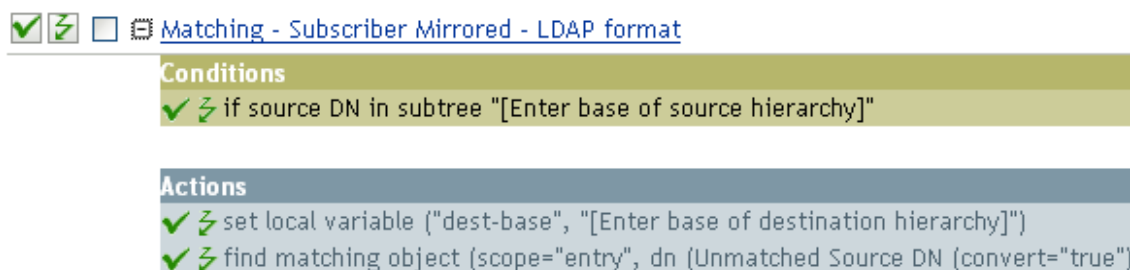 Matching - Subscriber Mirrored - LDAP format
Conditions
if source DN in subtree "[Enter base of source hierarchy]"
Actions
set local variable ("dest-base", "[Enter base of destination hierarchy]")
find matching object (scope="entry", dn (Unmatched Source DN (convert="true")